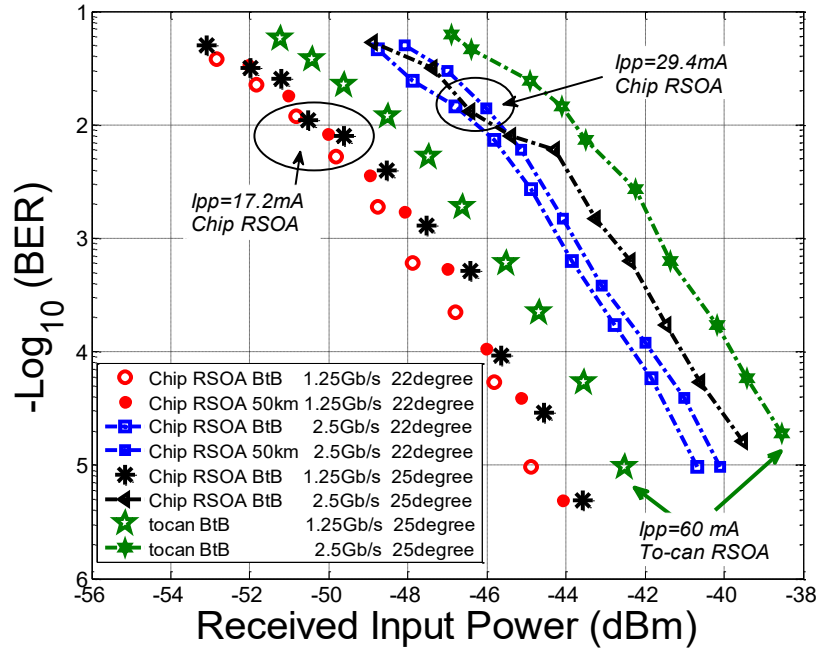 1
2
3
4
5
6
-Log10 (BER)
Ipp=29.4mA
Chip RSOA
Ipp=17.2mA
Chip RSOA
Chip RSOA BtB 1.25Gb/s 22degree
Chip RSOA 50km 1.25Gb/s 22degree
Chip RSOA BtB 2.5Gb/s 22degree
Chip RSOA 50km 2.5Gb/s 22degree
Chip RSOA BtB 1.25Gb/s 25degree
Chip RSOA BtB 2.5Gb/s 25degree
tocan BtB 1.25Gb/s 25degree
tocan BtB 2.5Gb/s 25degree
Ipp=60 mA
To-can RSOA
-56 -54 -52 -50 -48 -46 -44 -42 -40 -38
Received Input Power (dBm)